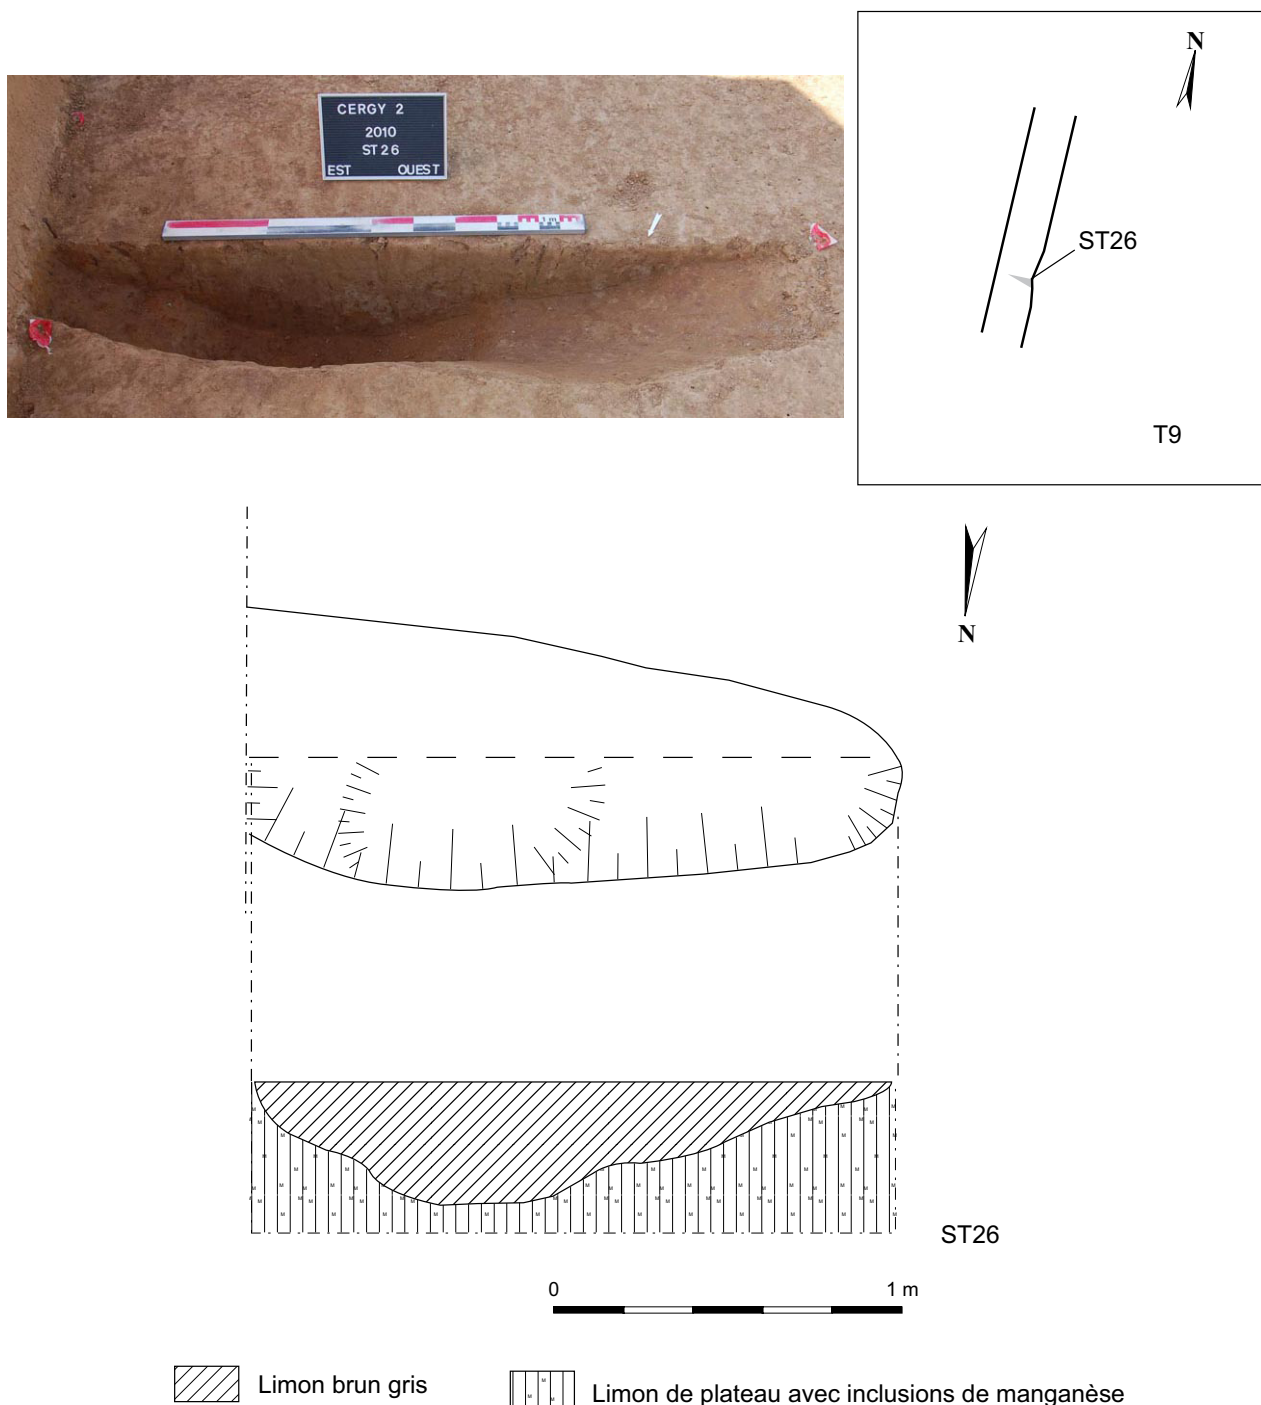 CERGY 2
2010
ST 26
EST OUEST
1 m
N
ST26
T9
N
ST26
0 1 m
Limon brun gris
Limon de plateau avec inclusions de manganèse